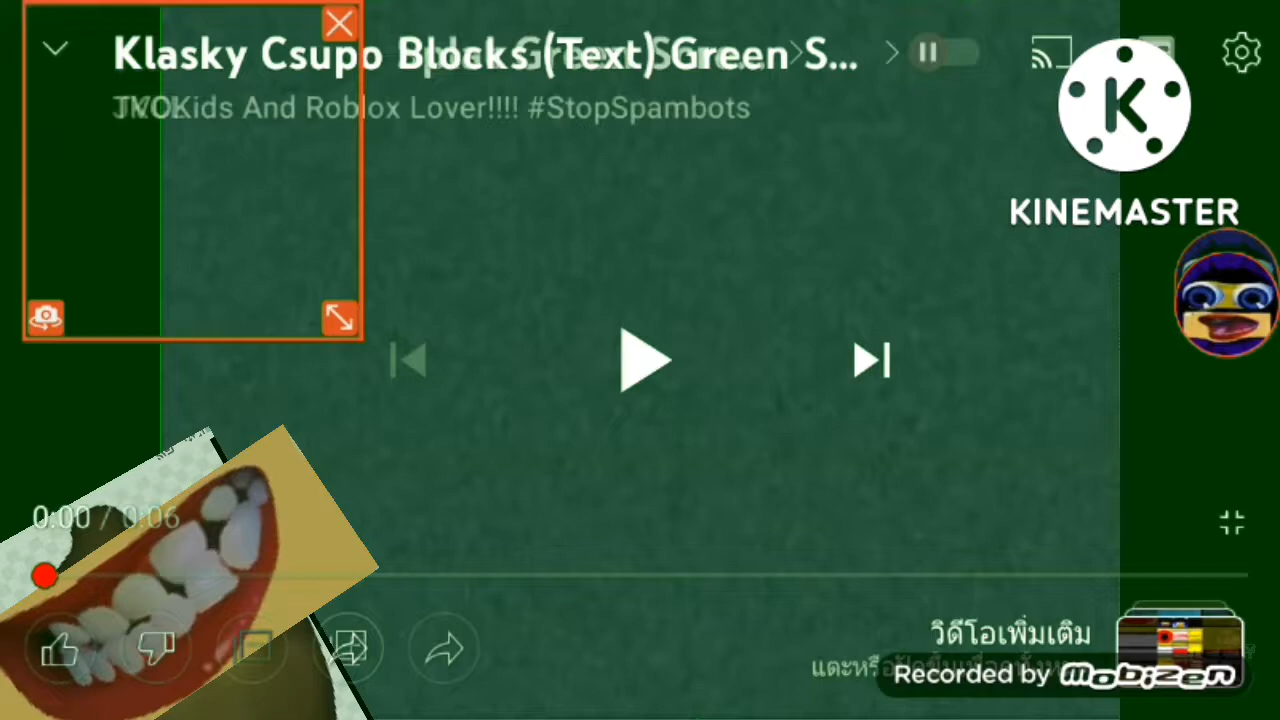 Klasky Csupo Blocks (Text) Green S...
Kids And Roblox Lover!!!! #StopSpambots
K
KINEMASTER
0:00 / 0:06
วิดีโอเพิ่มเติม
Recorded by mobizen